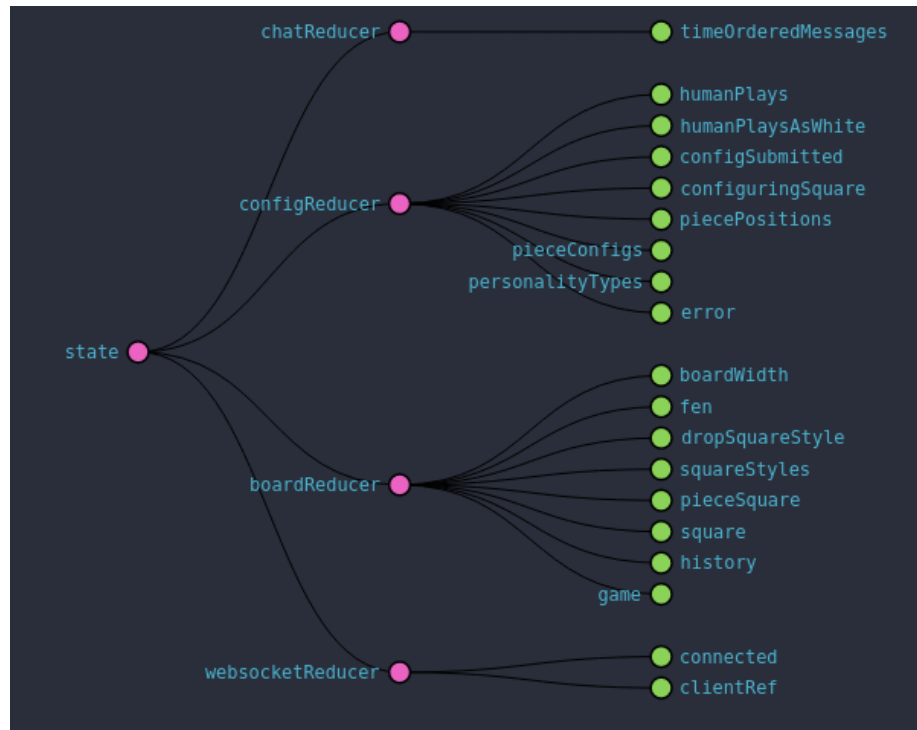 chatReducer
timeOrderedMessages
humanPlays
humanPlaysAsWhite
configSubmitted
configuringSquare
configReducer
piecePositions
pieceConfigs
personalityTypes
error
state
boardWidth
fen
dropSquareStyle
squareStyles
boardReducer
pieceSquare
square
history
game
connected
websocketReducer
clientRef